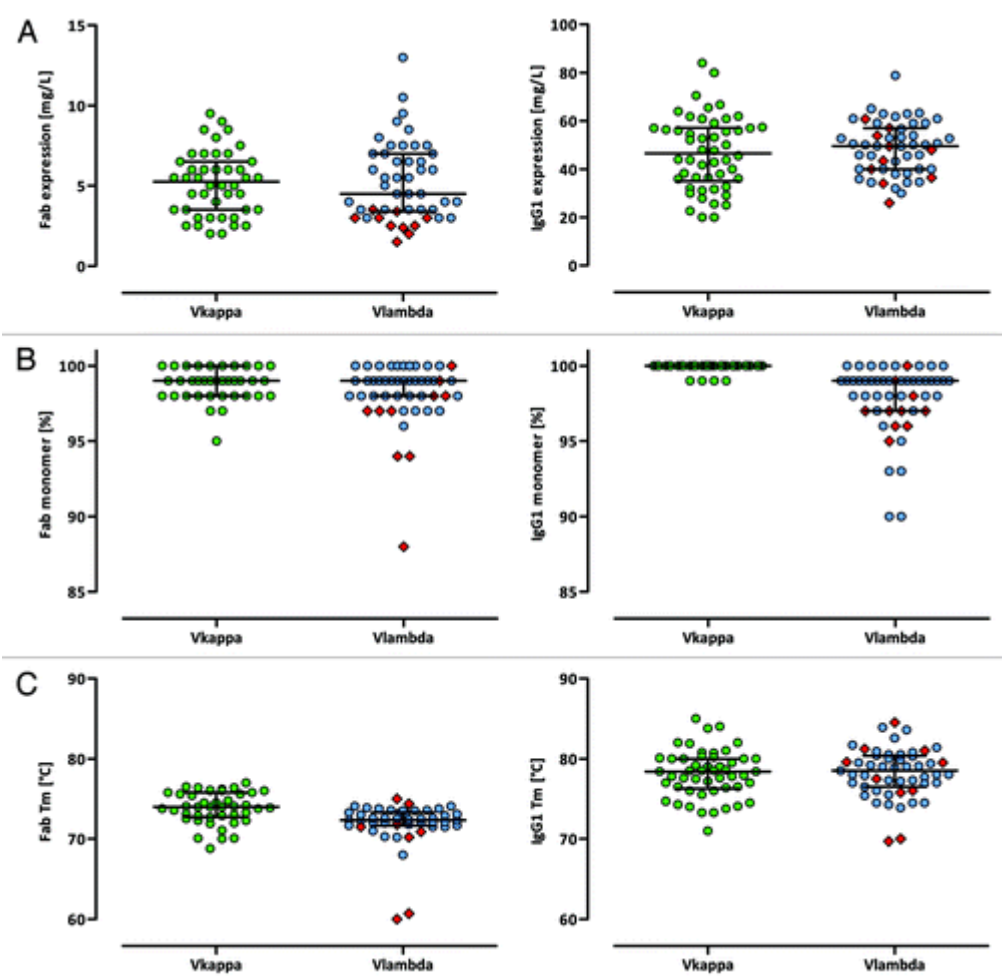 A
Fab expression [mg/L]
15
10
5
0
Vkappa
Vlambda
IgG1 expression [mg/L]
100
80
60
40
20
0
Vkappa
Vlambda
B
Fab monomer [%]
100
95
90
85
Vkappa
Vlambda
IgG1 monomer [%]
100
95
90
85
Vkappa
Vlambda
C
Fab Tm [°C]
90
80
70
60
Vkappa
Vlambda
IgG1 Tm [°C]
90
80
70
60
Vkappa
Vlambda